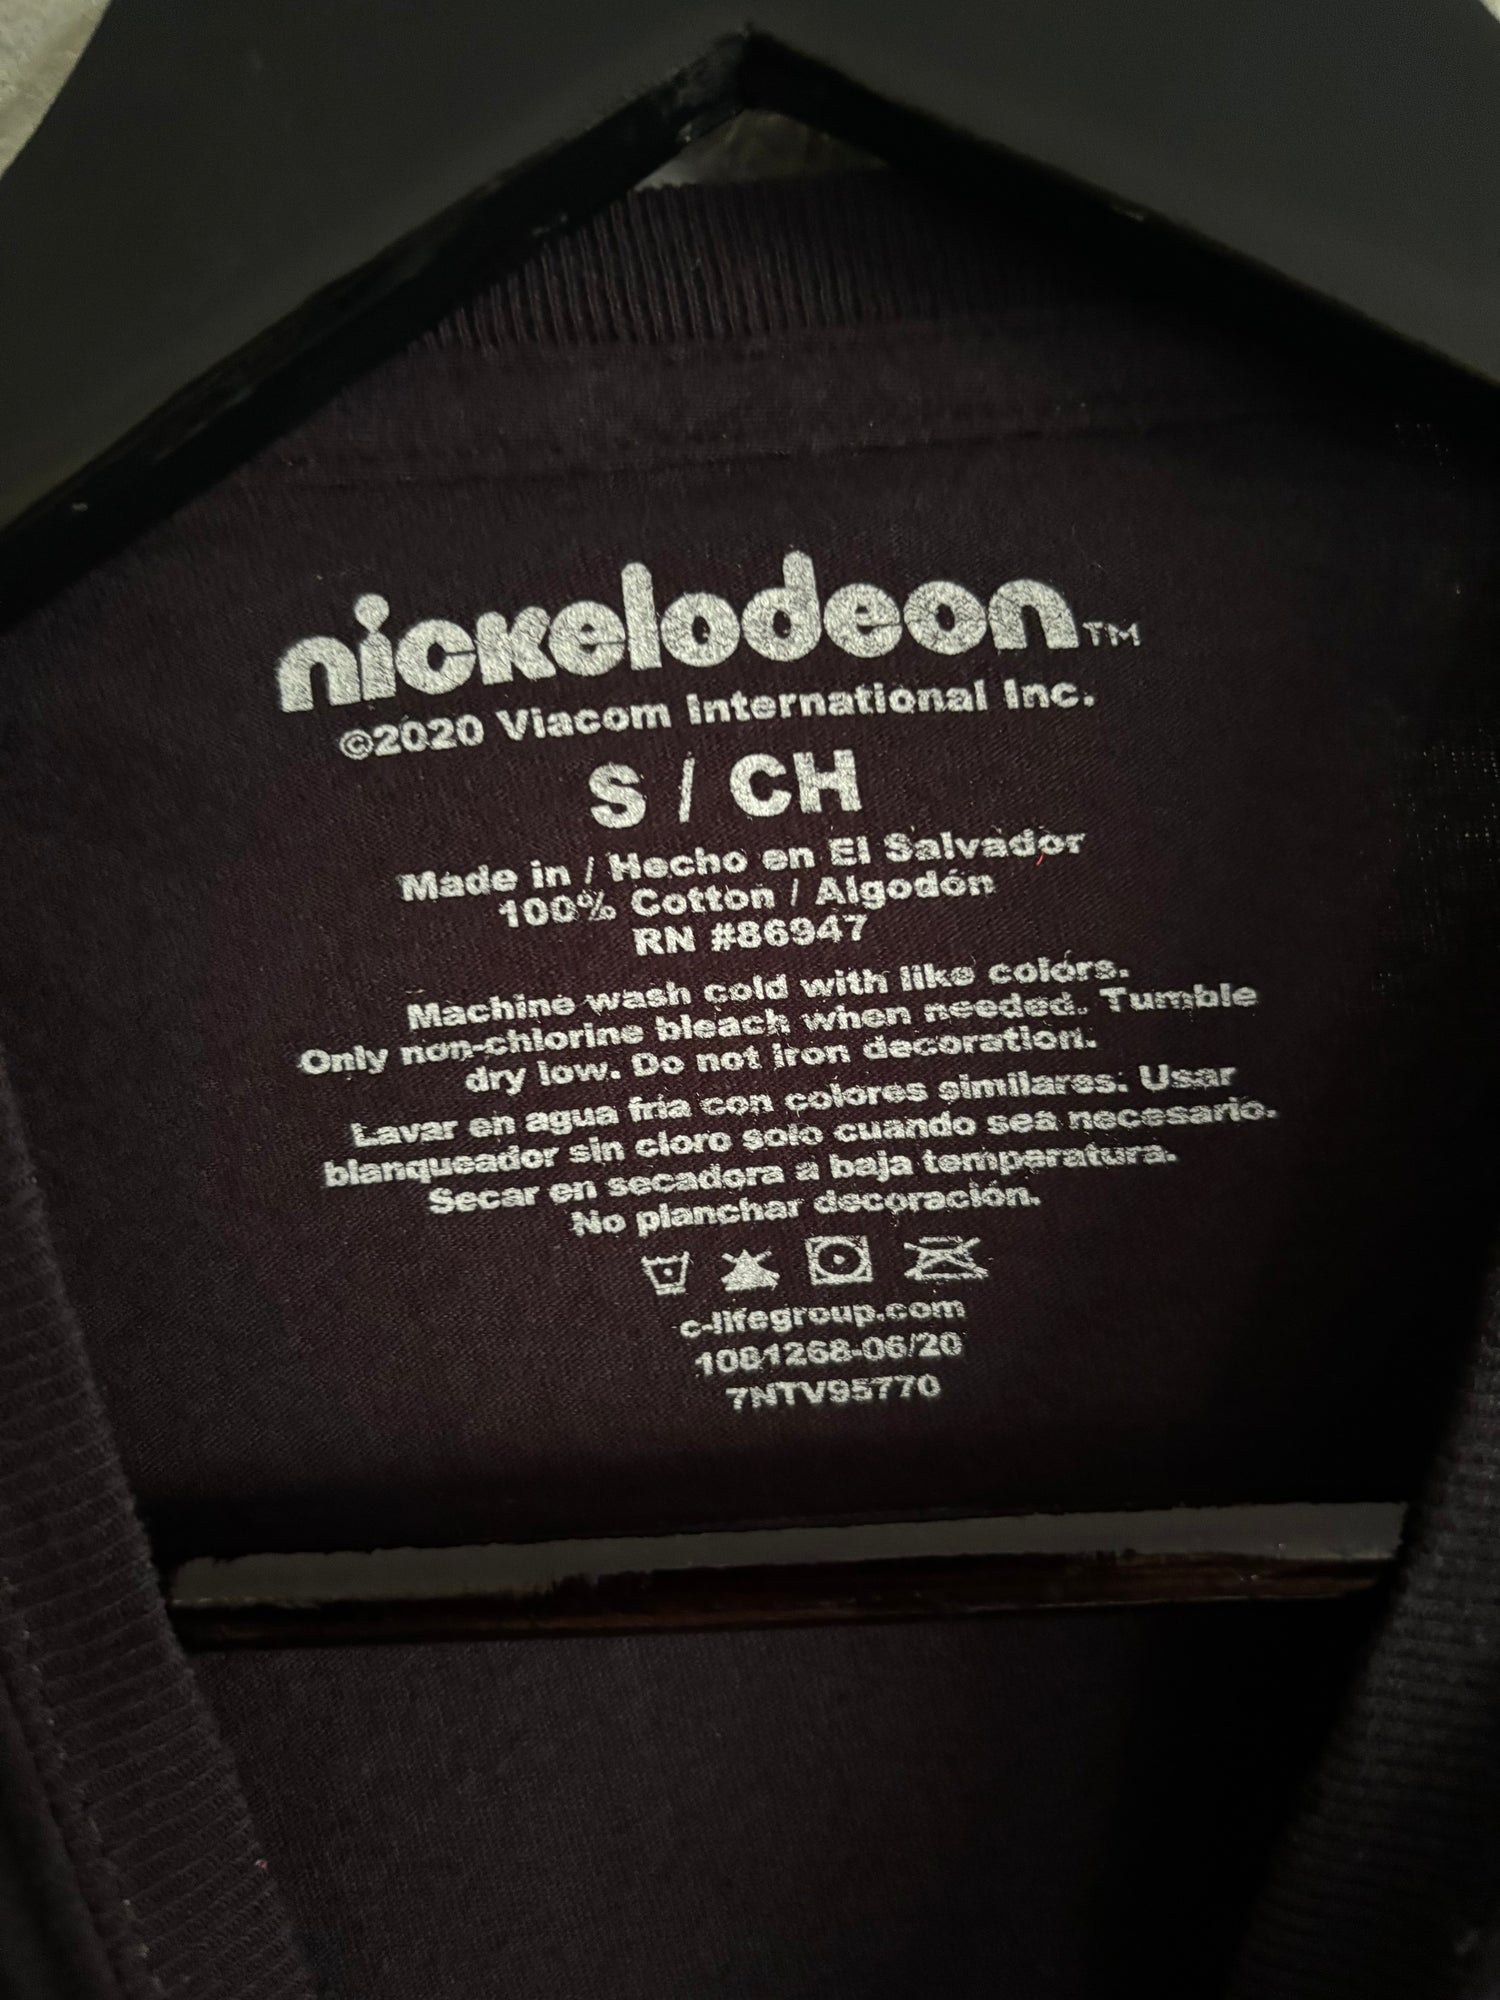 nickelodeon™
©2020 Viacom International Inc.
S / CH
Made in / Hecho en El Salvador
100% Cotton / Algodón
RN #86947
Machine wash cold with like colors.
Only non-chlorine bleach when needed. Tumble
dry low. Do not iron decoration.
Lavar en agua fría con colores similares. Usar
blanqueador sin cloro solo cuando sea necesario.
Secar en secadora a baja temperatura.
No planchar decoración.
c-lifegroup.com
1081268-06/20
7NTV95770